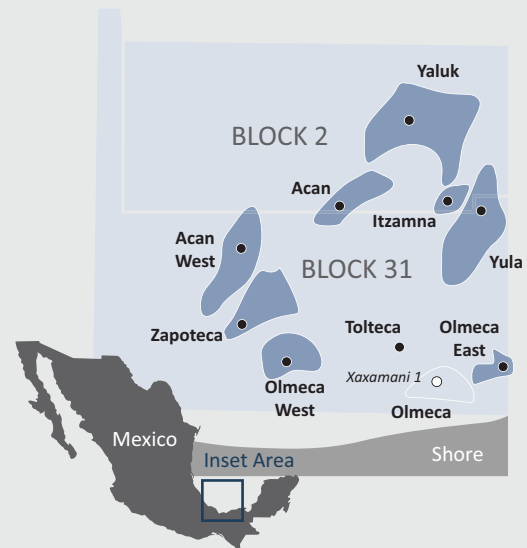 Yaluk
BLOCK 2
Acan
Itzamna
Acan
West
Yula
BLOCK 31
Zapoteca
Tolteca
Olmeca
East
Xaxamani 1
Olmeca
West
Olmeca
Mexico
Shore
Inset Area